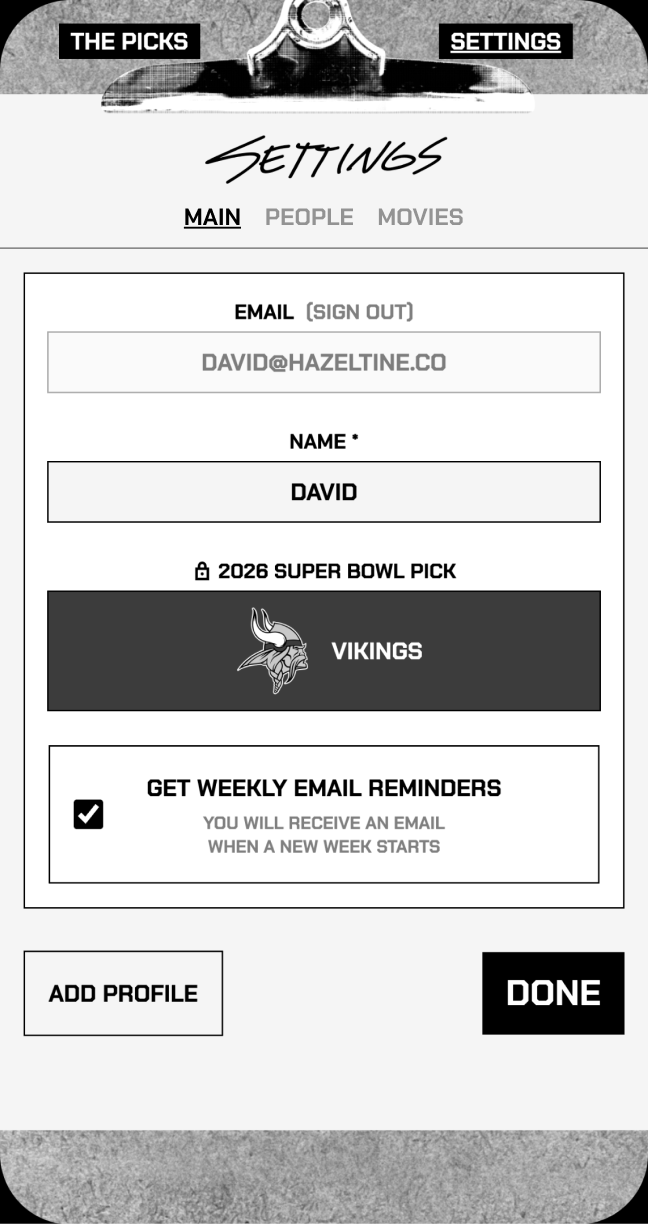 THE PICKS
SETTINGS
SETTINGS
MAIN PEOPLE MOVIES
EMAIL (SIGN OUT)
DAVID@HAZELTINE.CO
NAME *
DAVID
2026 SUPER BOWL PICK
VIKINGS
GET WEEKLY EMAIL REMINDERS
YOU WILL RECEIVE AN EMAIL
WHEN A NEW WEEK STARTS
ADD PROFILE
DONE